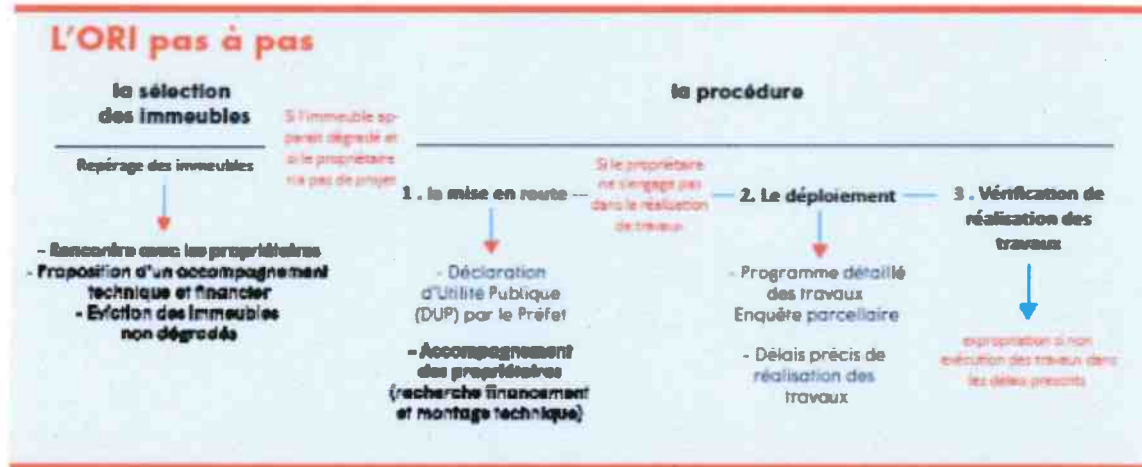 L'ORI pas à pas
la sélection
des immeubles
Repérage des immeubles
- Rencontre avec les propriétaires
- Proposition d'un accompagnement
technique et financier
- Eviction des immeubles
non dégradés
Si l'immeuble ap-
parait dégradé et
si le propriétaire
n'a pas de projet
la procédure
1. la mise en route
- Déclaration
d'Utilité Publique
(DUP) par le Préfet
- Accompagnement
des propriétaires
(recherche financement
et montage technique)
Si le propriétaire
ne s'engage pas
dans la réalisation
de travaux
2. Le déploiement
- Programme détaillé
des travaux
Enquête parcellaire
- Délais précis de
réalisation des
travaux
3. Vérification de
réalisation des
travaux
expropriation si non
exécution des travaux dans
les délais prescrits